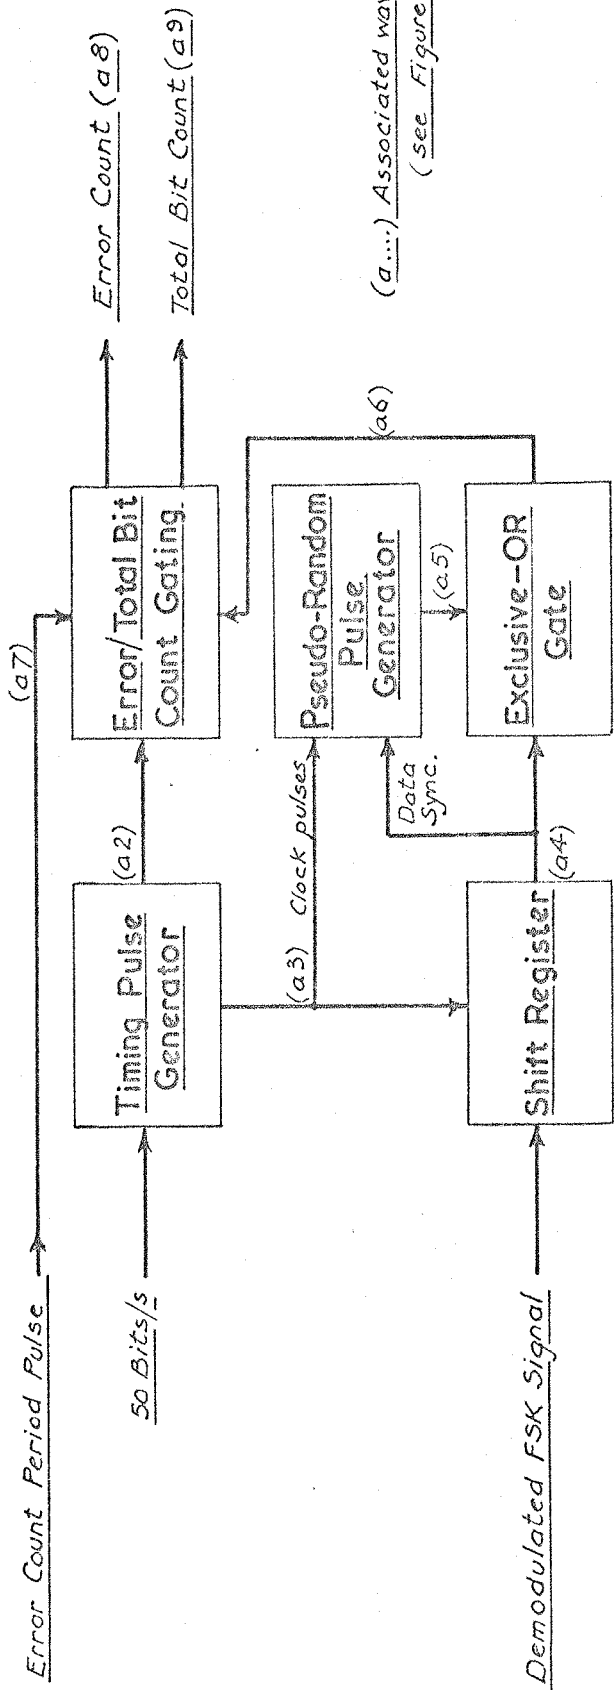 Error Count Period Pulse
(a7)
50 Bits/s
Timing Pulse
Generator
(a2)
Error/Total Bit
Count Gating
Error Count (a8)
Total Bit Count (a9)
(a3) Clock pulses
Pseudo-Random
Pulse
Generator
Data
Sync.
(a5)
(a6)
Demodulated FSK Signal
Shift Register
(a4)
Exclusive-OR
Gate
(a....) Associated
(see Figure